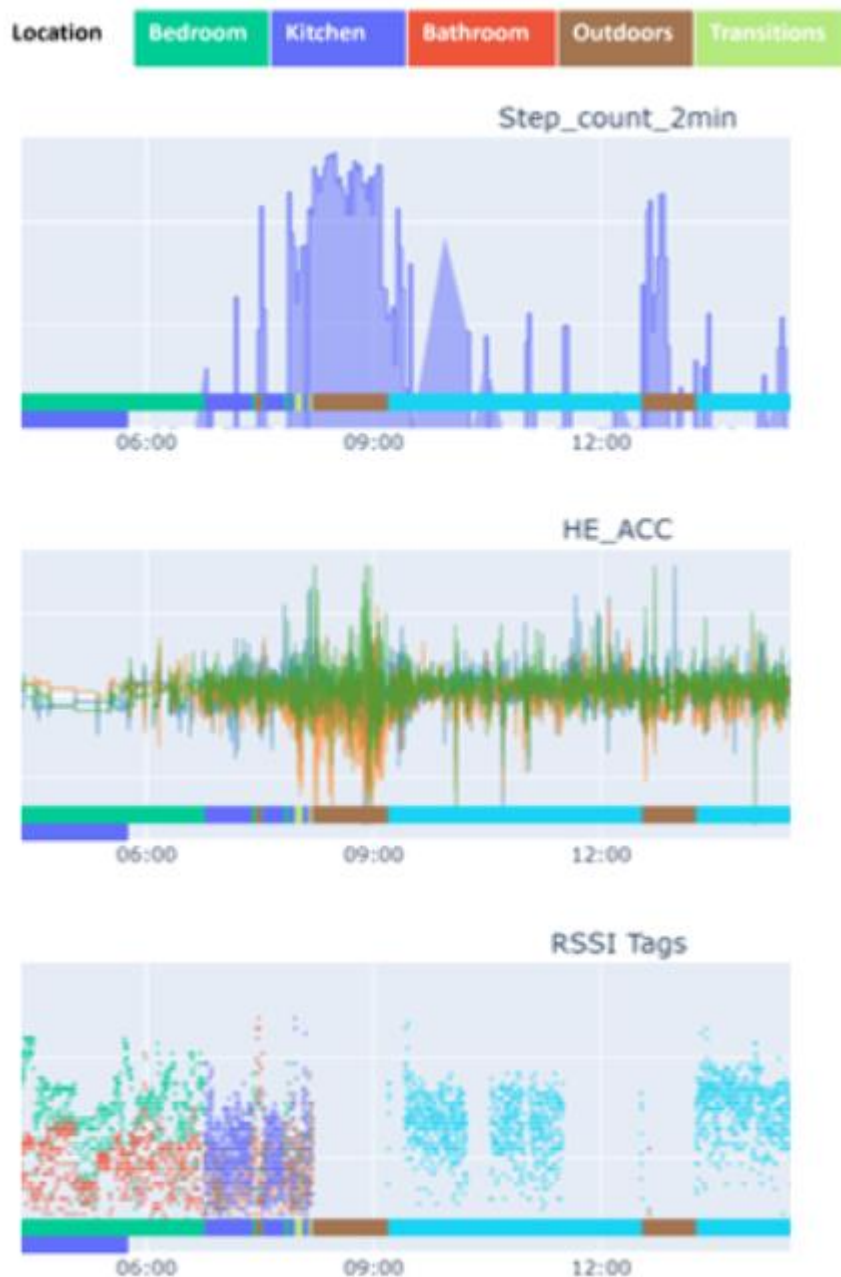 Location Bedroom Kitchen Bathroom Outdoors Transitions
Step_count_2min
06:00 09:00 12:00
HE_ACC
06:00 09:00 12:00
RSSI Tags
06:00 09:00 12:00